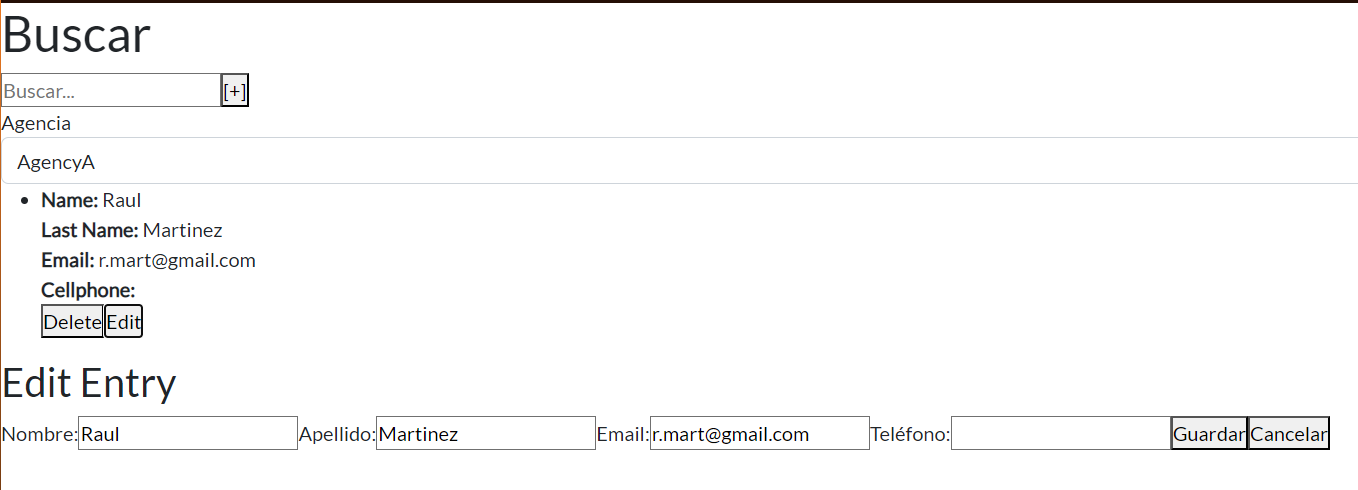 Buscar
Buscar... [+]
Agencia
AgencyA
Name: Raul
Last Name: Martinez
Email: r.mart@gmail.com
Cellphone:
Delete Edit
Edit Entry
Nombre: Raul Apellido: Martinez Email: r.mart@gmail.com Teléfono: Guardar Cancelar